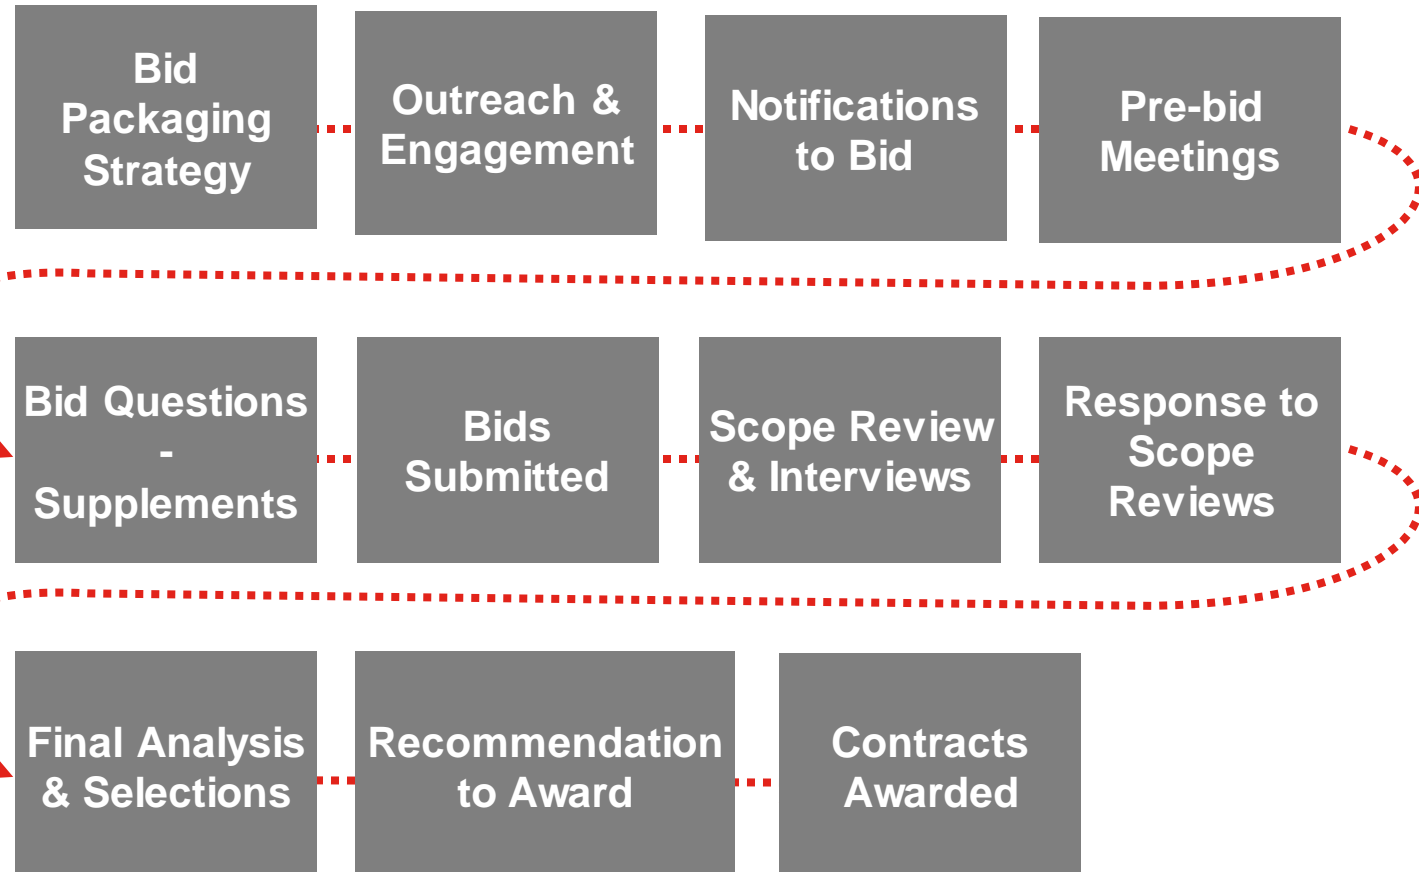 Bid
Packaging
Strategy
Outreach &
Engagement
Notifications
to Bid
Pre-bid
Meetings
Bid Questions
-
Supplements
Bids
Submitted
Scope Review
& Interviews
Response to
Scope
Reviews
Final Analysis
& Selections
Recommendation
to Award
Contracts
Awarded